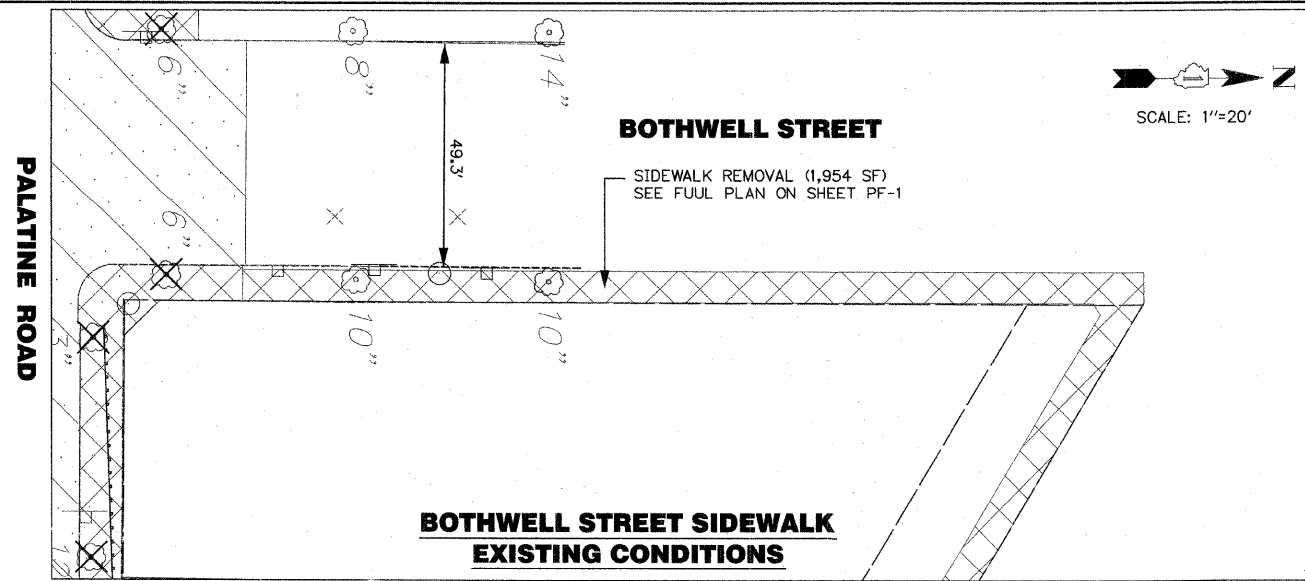 6"
8"
14"
N
SCALE: 1"=20'
BOTHWELL STREET
49.3'
SIDEWALK REMOVAL (1,954 SF)
SEE FUUL PLAN ON SHEET PF-1
PALATINE ROAD
6"
10"
10"
3"
BOTHWELL STREET SIDEWALK
EXISTING CONDITIONS